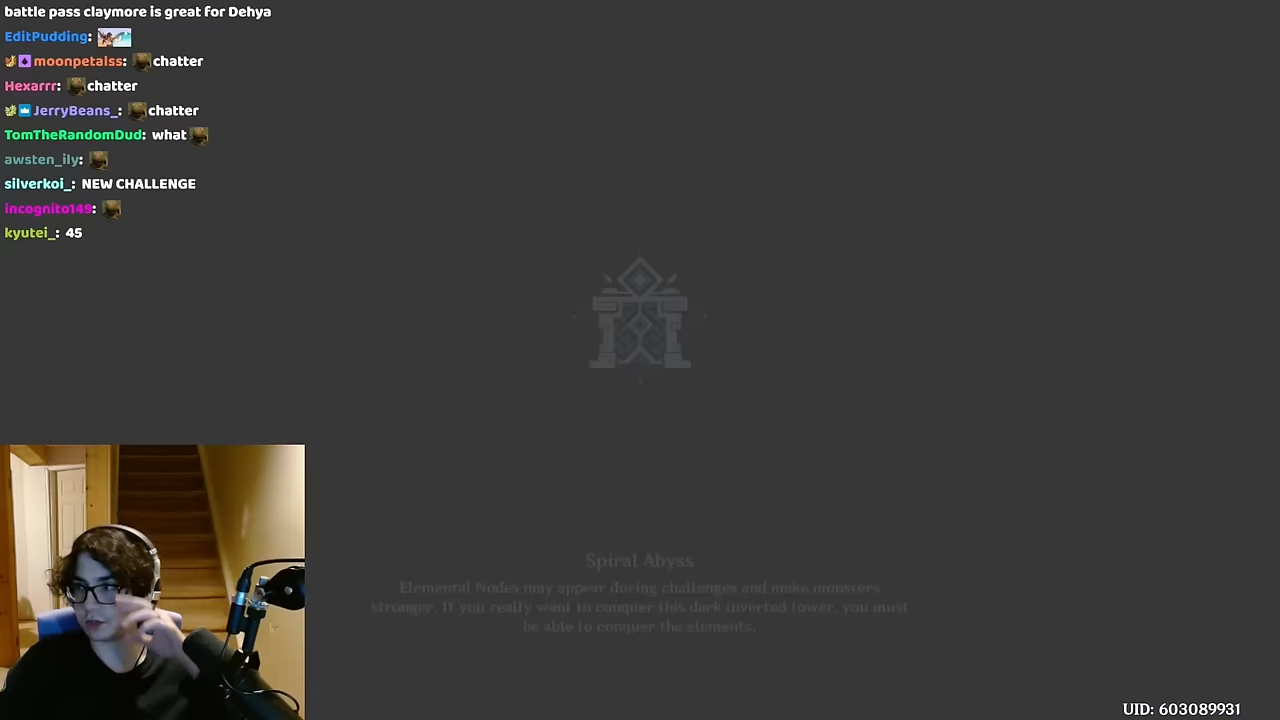 battle pass claymore is great for Dehya
EditPudding:
moonpetalss: chatter
Hexarrr: chatter
JerryBeans_: chatter
TomTheRandomDud: what
awsten_ily:
silverkoi_: NEW CHALLENGE
incognito149:
kyutei_: 45
Spiral Abyss
Elemental Nodes may appear during challenges and make monsters
stronger. If you really want to conquer this dark inverted tower, you must
be able to conquer the elements.
UID: 603089931